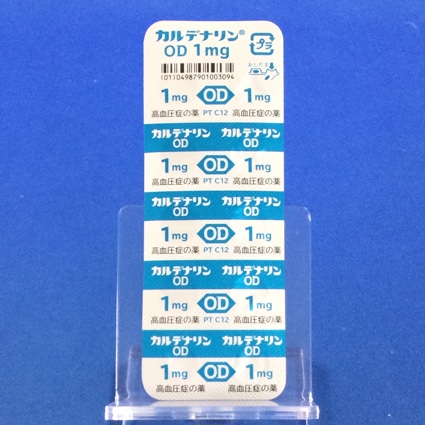 カルデナリン®
OD 1mg
プラ
おしだす
(01)04987901003094
1mg OD 1mg
高血圧症の薬 PT C12 高血圧症の薬
カルデナリン カルデナリン
OD OD
1mg OD 1mg
高血圧症の薬 PT C12 高血圧症の薬
カルデナリン カルデナリン
OD OD
1mg OD 1mg
高血圧症の薬 PT C12 高血圧症の薬
カルデナリン カルデナリン
OD OD
1mg OD 1mg
高血圧症の薬 PT C12 高血圧症の薬
カルデナリン カルデナリン
OD OD
1mg OD 1mg
高血圧症の薬 高血圧症の薬